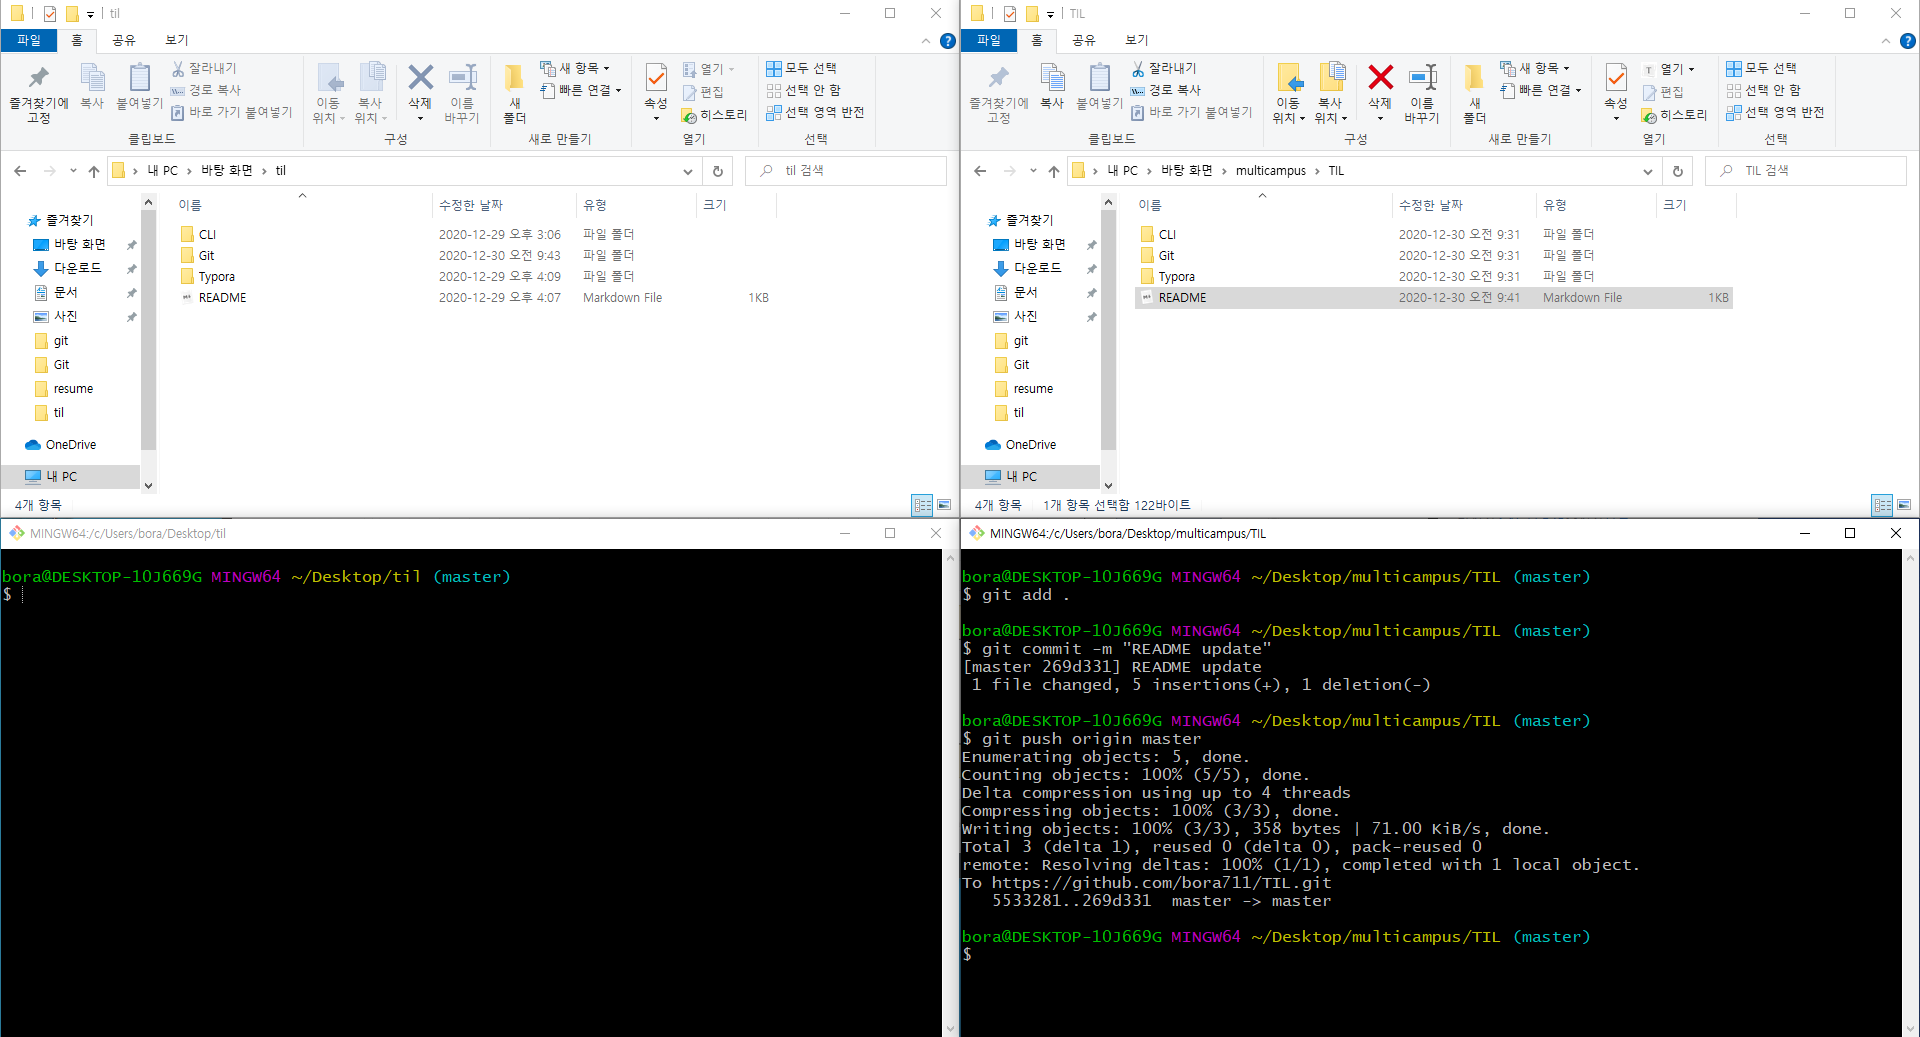 til
파일 홈 공유 보기
즐겨찾기에 고정
복사
붙여넣기
잘라내기
경로 복사
바로 가기 붙여넣기
클립보드
이동 위치
복사 위치
삭제
이름 바꾸기
구성
새 폴더
새 항목
빠른 연결
새로 만들기
속성
열기
편집
히스토리
열기
모두 선택
선택 안 함
선택 영역 반전
선택
내 PC › 바탕 화면 › til
til 검색
이름 수정한 날짜 유형 크기
CLI 2020-12-29 오후 3:06 파일 폴더
Git 2020-12-30 오전 9:43 파일 폴더
Typora 2020-12-29 오후 4:09 파일 폴더
README 2020-12-29 오후 4:07 Markdown File 1KB
즐겨찾기
바탕 화면
다운로드
문서
사진
git
Git
resume
til
OneDrive
내 PC
4개 항목
TIL
파일 홈 공유 보기
즐겨찾기에 고정
복사
붙여넣기
잘라내기
경로 복사
바로 가기 붙여넣기
클립보드
이동 위치
복사 위치
삭제
이름 바꾸기
구성
새 폴더
새 항목
빠른 연결
새로 만들기
속성
열기
편집
히스토리
열기
모두 선택
선택 안 함
선택 영역 반전
선택
내 PC › 바탕 화면 › multicampus › TIL
TIL 검색
이름 수정한 날짜 유형 크기
CLI 2020-12-30 오전 9:31 파일 폴더
Git 2020-12-30 오전 9:31 파일 폴더
Typora 2020-12-30 오전 9:31 파일 폴더
README 2020-12-30 오전 9:41 Markdown File 1KB
즐겨찾기
바탕 화면
다운로드
문서
사진
git
Git
resume
til
OneDrive
내 PC
4개 항목 1개 항목 선택함 122바이트
MINGW64:/c/Users/bora/Desktop/til
bora@DESKTOP-1OJ669G MINGW64 ~/Desktop/til (master)
$
MINGW64:/c/Users/bora/Desktop/multicampus/TIL
bora@DESKTOP-1OJ669G MINGW64 ~/Desktop/multicampus/TIL (master)
$ git add .
bora@DESKTOP-1OJ669G MINGW64 ~/Desktop/multicampus/TIL (master)
$ git commit -m "README update"
[master 269d331] README update
1 file changed, 5 insertions(+), 1 deletion(-)
bora@DESKTOP-1OJ669G MINGW64 ~/Desktop/multicampus/TIL (master)
$ git push origin master
Enumerating objects: 5, done.
Counting objects: 100% (5/5), done.
Delta compression using up to 4 threads
Compressing objects: 100% (3/3), done.
Writing objects: 100% (3/3), 358 bytes | 71.00 KiB/s, done.
Total 3 (delta 1), reused 0 (delta 0), pack-reused 0
remote: Resolving deltas: 100% (1/1), completed with 1 local object.
To https://github.com/bora711/TIL.git
5533281..269d331 master -> master
bora@DESKTOP-1OJ669G MINGW64 ~/Desktop/multicampus/TIL (master)
$